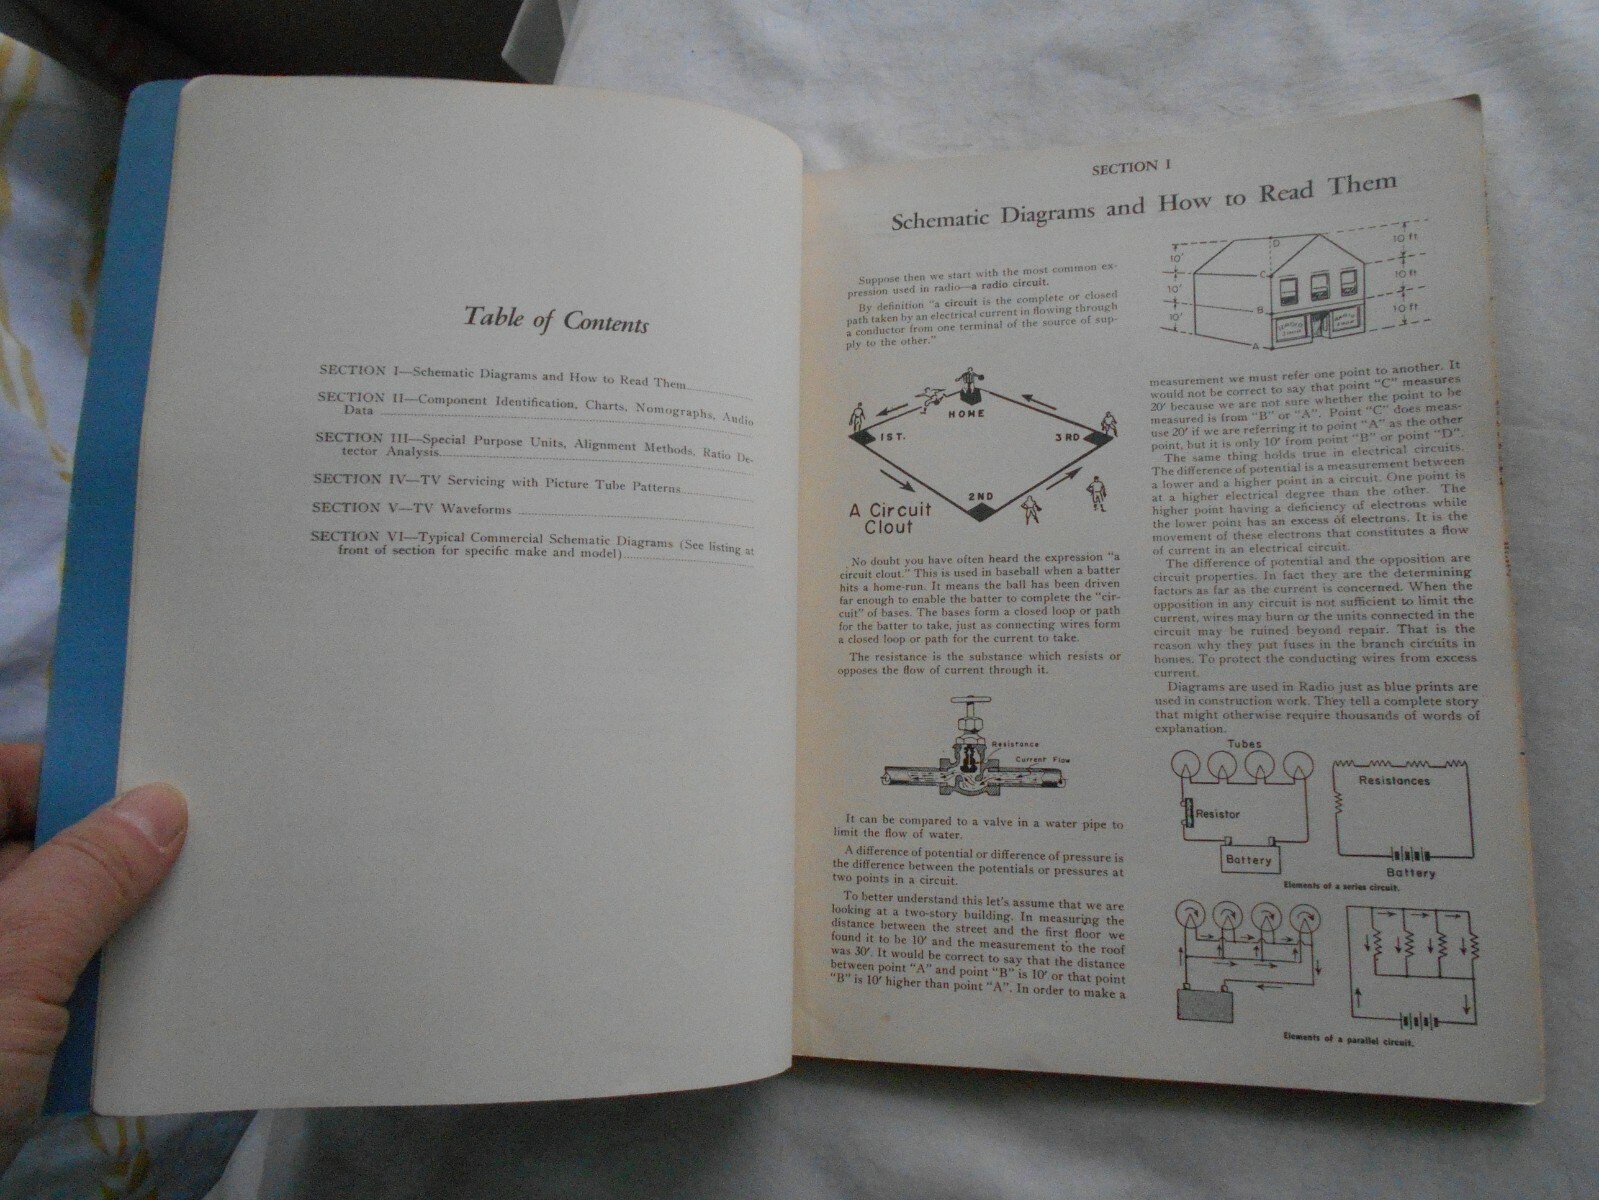 Table of Contents
SECTION I—Schematic Diagrams and How to Read Them
SECTION II—Component Identification, Charts, Nomographs, Audio
Data
SECTION III—Special Purpose Units, Alignment Methods, Ratio De-
tector Analysis
SECTION IV—TV Servicing with Picture Tube Patterns
SECTION V—TV Waveforms
SECTION VI—Typical Commercial Schematic Diagrams (See listing at
front of section for specific make and model)
SECTION I
Schematic Diagrams and How to Read Them
Suppose then we start with the most common ex-
pression used in radio—a radio circuit.
By definition "a circuit is the complete or closed
path taken by an electrical current in flowing through
a conductor from one terminal of the source of sup-
ply to the other."
HOME
1ST.
3RD
2ND
A Circuit
Clout
No doubt you have often heard the expression "a
circuit clout." This is used in baseball when a batter
hits a home-run. It means the ball has been driven
far enough to enable the batter to complete the "cir-
cuit" of bases. The bases form a closed loop or path
for the batter to take, just as connecting wires form
a closed loop or path for the current to take.
The resistance is the substance which resists or
opposes the flow of current through it.
Resistance
Current Flow
It can be compared to a valve in a water pipe to
limit the flow of water.
A difference of potential or difference of pressure is
the difference between the potentials or pressures at
two points in a circuit.
To better understand this let's assume that we are
looking at a two-story building. In measuring the
distance between the street and the first floor we
found it to be 10' and the measurement to the roof
was 30'. It would be correct to say that the distance
between point "A" and point "B" is 10' or that point
"B" is 10' higher than point "A". In order to make a
D
10'
10 ft
C
10'
10 ft
B
10'
10 ft
A
measurement we must refer one point to another. It
would not be correct to say that point "C" measures
20' because we are not sure whether the point to be
measured is from "B" or "A". Point "C" does meas-
use 20' if we are referring it to point "A" as the other
point, but it is only 10' from point "B" or point "D".
The same thing holds true in electrical circuits.
The difference of potential is a measurement between
a lower and a higher point in a circuit. One point is
at a higher electrical degree than the other. The
higher point having a deficiency of electrons while
the lower point has an excess of electrons. It is the
movement of these electrons that constitutes a flow
of current in an electrical circuit.
The difference of potential and the opposition are
circuit properties. In fact they are the determining
factors as far as the current is concerned. When the
opposition in any circuit is not sufficient to limit the
current, wires may burn or the units connected in the
circuit may be ruined beyond repair. That is the
reason why they put fuses in the branch circuits in
homes. To protect the conducting wires from excess
current.
Diagrams are used in Radio just as blue prints are
used in construction work. They tell a complete story
that might otherwise require thousands of words of
explanation.
Tubes
Resistor
Battery
Resistances
Battery
Elements of a series circuit.
Elements of a parallel circuit.